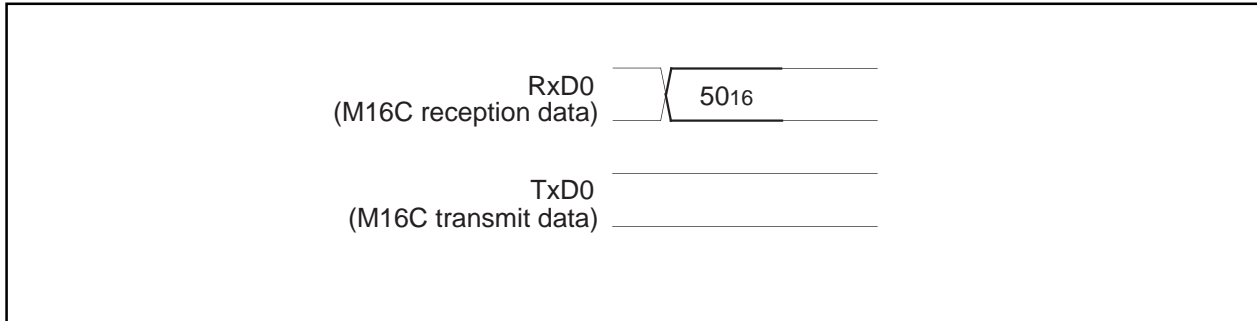 RxD0
(M16C reception data)
5016
TxD0
(M16C transmit data)